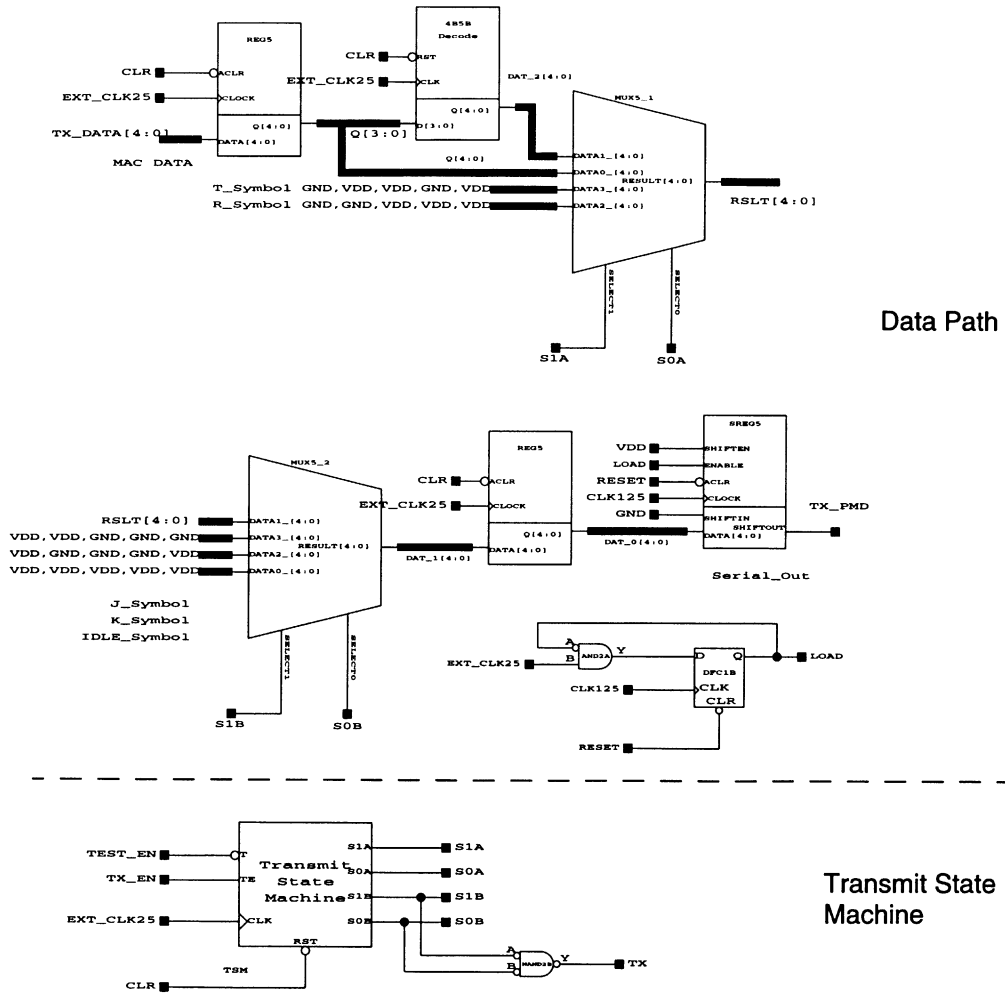 REG5
4B5B
Decode
CLR
ACLR
CLR
RST
EXT_CLK25
CLOCK
EXT_CLK25
CLK
DAT_2[4:0]
MUX5_1
TX_DATA[4:0]
Q[4:0]
DATA[4:0]
Q[3:0]
Q[4:0]
D[3:0]
MAC DATA
Q[4:0]
DATA1_[4:0]
DATA0_[4:0]
RESULT[4:0]
T_Symbol GND,VDD,VDD,GND,VDD
DATA3_[4:0]
R_Symbol GND,GND,VDD,VDD,VDD
DATA2_[4:0]
RSLT[4:0]
SELECT1
SELECT0
S1A
S0A
Data Path
MUX5_2
REG5
SREG5
VDD
SHIFTEN
LOAD
ENABLE
CLR
ACLR
RESET
ACLR
EXT_CLK25
CLOCK
CLK125
CLOCK
GND
SHIFTIN
TX_PMD
RSLT[4:0]
DATA1_[4:0]
VDD,VDD,GND,GND,GND
DATA3_[4:0]
RESULT[4:0]
Q[4:0]
SHIFTOUT
VDD,GND,GND,GND,VDD
DATA2_[4:0]
DAT_1[4:0]
DATA[4:0]
DAT_0[4:0]
DATA[4:0]
VDD,VDD,VDD,VDD,VDD
DATA0_[4:0]
Serial_Out
J_Symbol
K_Symbol
IDLE_Symbol
SELECT1
SELECT0
S1B
S0B
A
EXT_CLK25
B
AND2A
Y
D
Q
LOAD
DFC1B
CLK125
CLK
CLR
RESET
TEST_EN
T
Transmit
State
Machine
S1A
S1A
TX_EN
TE
S0A
S0A
S1B
S1B
EXT_CLK25
CLK
S0B
S0B
RST
Transmit State
Machine
TSM
CLR
A
B
NAND2B
Y
TX